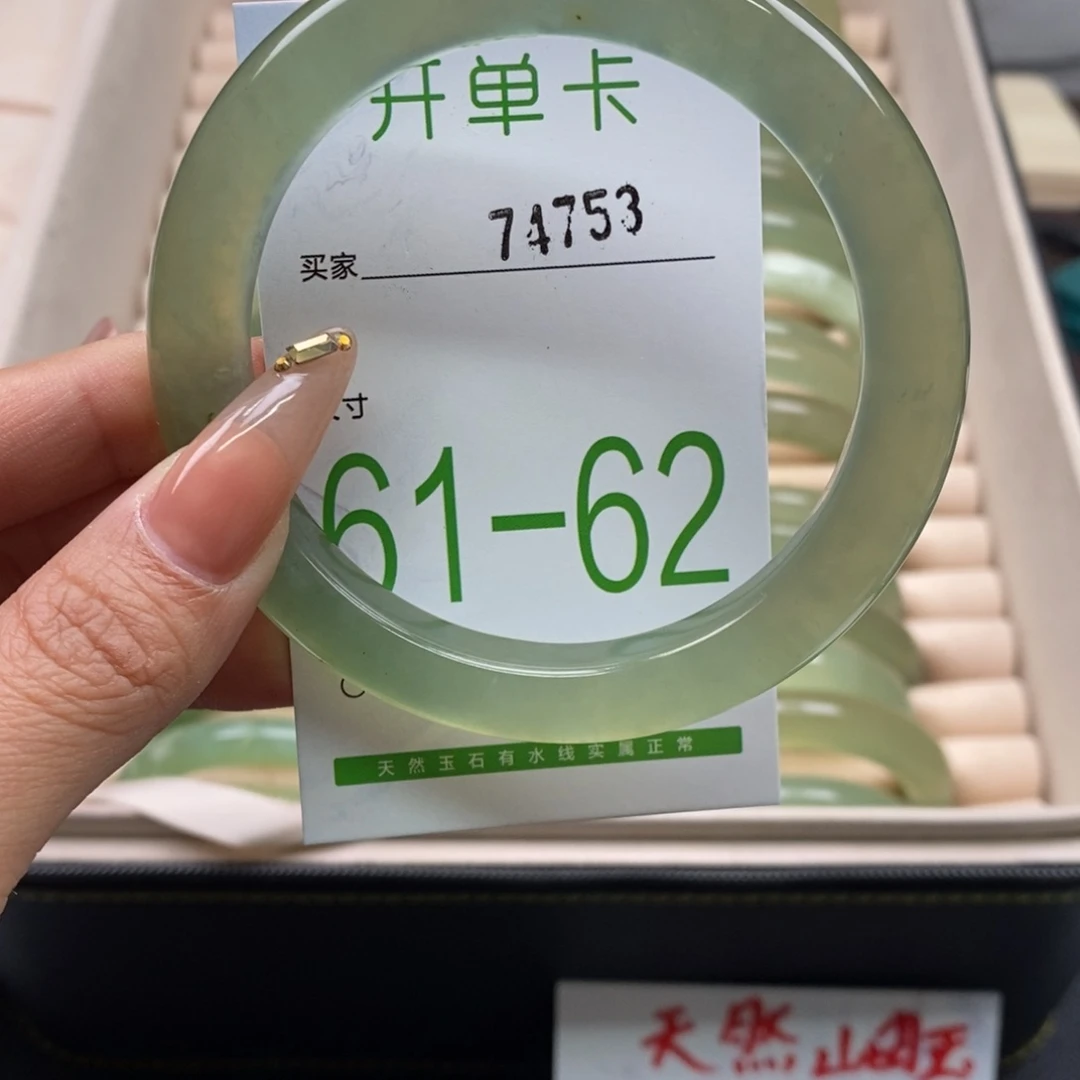 开单卡
买家 74753
寸
61-62
天然玉石有水线实属正常
天然